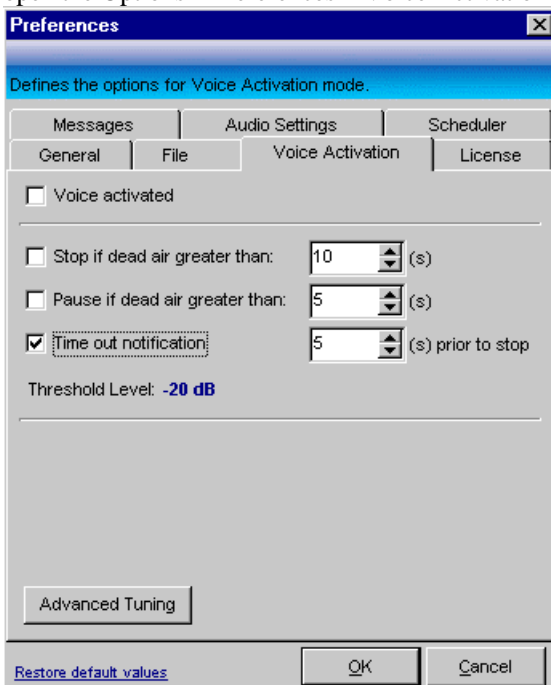 Preferences
Defines the options for Voice Activation mode.
Messages Audio Settings Scheduler
General File Voice Activation License
Voice activated
Stop if dead air greater than: 10 (s)
Pause if dead air greater than: 5 (s)
Time out notification 5 (s) prior to stop
Threshold Level: -20 dB
Advanced Tuning
Restore default values OK Cancel